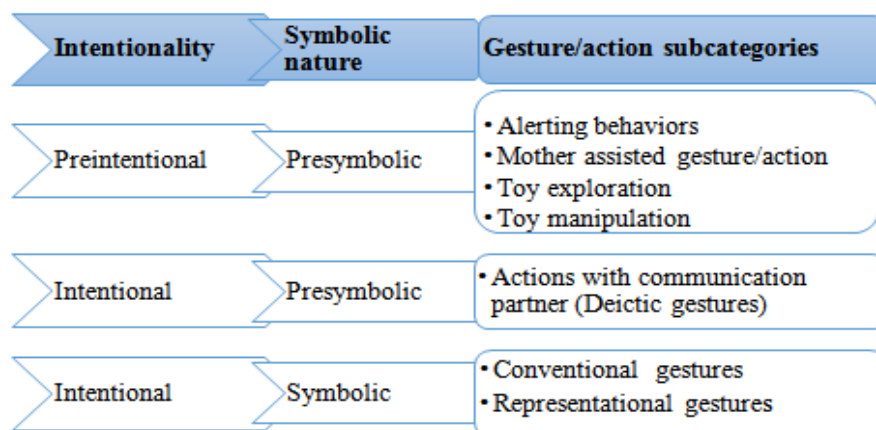 Intentionality
Symbolic
nature
Gesture/action subcategories
Preintentional
Presymbolic
• Alerting behaviors
• Mother assisted gesture/action
• Toy exploration
• Toy manipulation
Intentional
Presymbolic
• Actions with communication
partner (Deictic gestures)
Intentional
Symbolic
• Conventional gestures
• Representational gestures